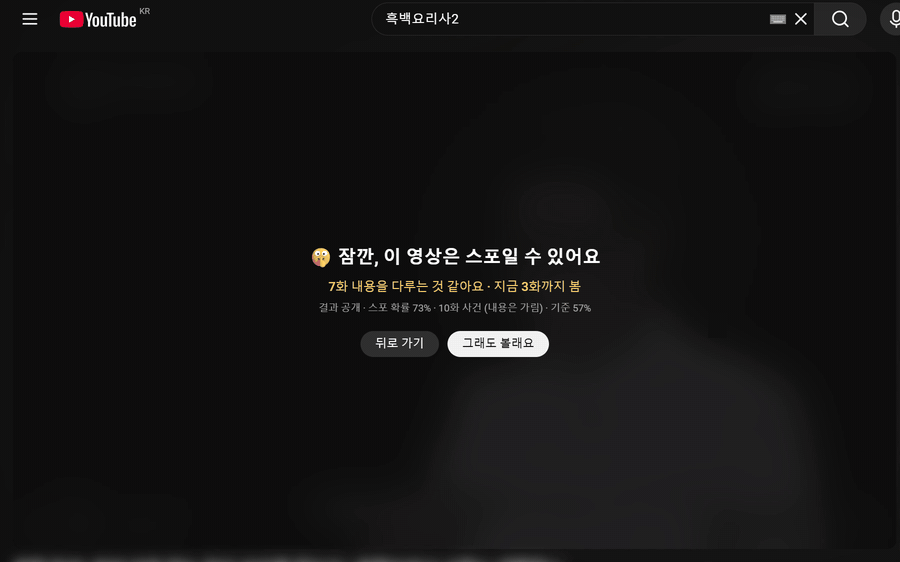 YouTube KR
흑백요리사2
🤫 잠깐, 이 영상은 스포일 수 있어요
7화 내용을 다루는 것 같아요 · 지금 3화까지 봄
결과 공개 · 스포 확률 73% · 10화 사건 (내용은 가림) · 기준 57%
뒤로 가기
그래도 볼래요